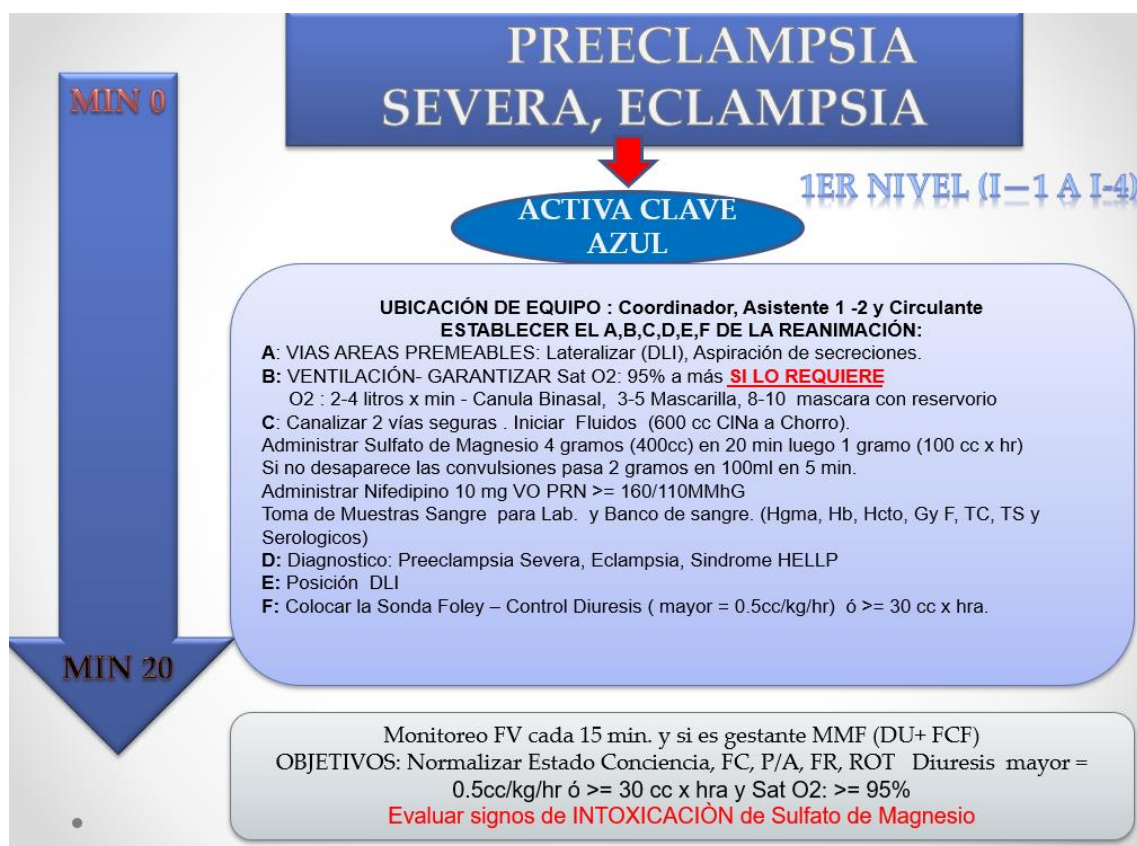 PREECLAMPSIA
SEVERA, ECLAMPSIA
MIN 0
1ER NIVEL (I—1 A I-4)
ACTIVA CLAVE
AZUL
UBICACIÓN DE EQUIPO : Coordinador, Asistente 1 -2 y Circulante
ESTABLECER EL A,B,C,D,E,F DE LA REANIMACIÓN:
A: VIAS AREAS PREMEABLES: Lateralizar (DLI), Aspiración de secreciones.
B: VENTILACIÓN- GARANTIZAR Sat O2: 95% a más SI LO REQUIERE
O2 : 2-4 litros x min - Canula Binasal, 3-5 Mascarilla, 8-10 mascara con reservorio
C: Canalizar 2 vías seguras . Iniciar Fluidos (600 cc ClNa a Chorro).
Administrar Sulfato de Magnesio 4 gramos (400cc) en 20 min luego 1 gramo (100 cc x hr)
Si no desaparece las convulsiones pasa 2 gramos en 100ml en 5 min.
Administrar Nifedipino 10 mg VO PRN >= 160/110MMhG
Toma de Muestras Sangre para Lab. y Banco de sangre. (Hgma, Hb, Hcto, Gy F, TC, TS y
Serologicos)
D: Diagnostico: Preeclampsia Severa, Eclampsia, Sindrome HELLP
E: Posición DLI
F: Colocar la Sonda Foley – Control Diuresis ( mayor = 0.5cc/kg/hr) ó >= 30 cc x hra.
MIN 20
Monitoreo FV cada 15 min. y si es gestante MMF (DU+ FCF)
OBJETIVOS: Normalizar Estado Conciencia, FC, P/A, FR, ROT Diuresis mayor =
0.5cc/kg/hr ó >= 30 cc x hra y Sat O2: >= 95%
Evaluar signos de INTOXICACIÒN de Sulfato de Magnesio